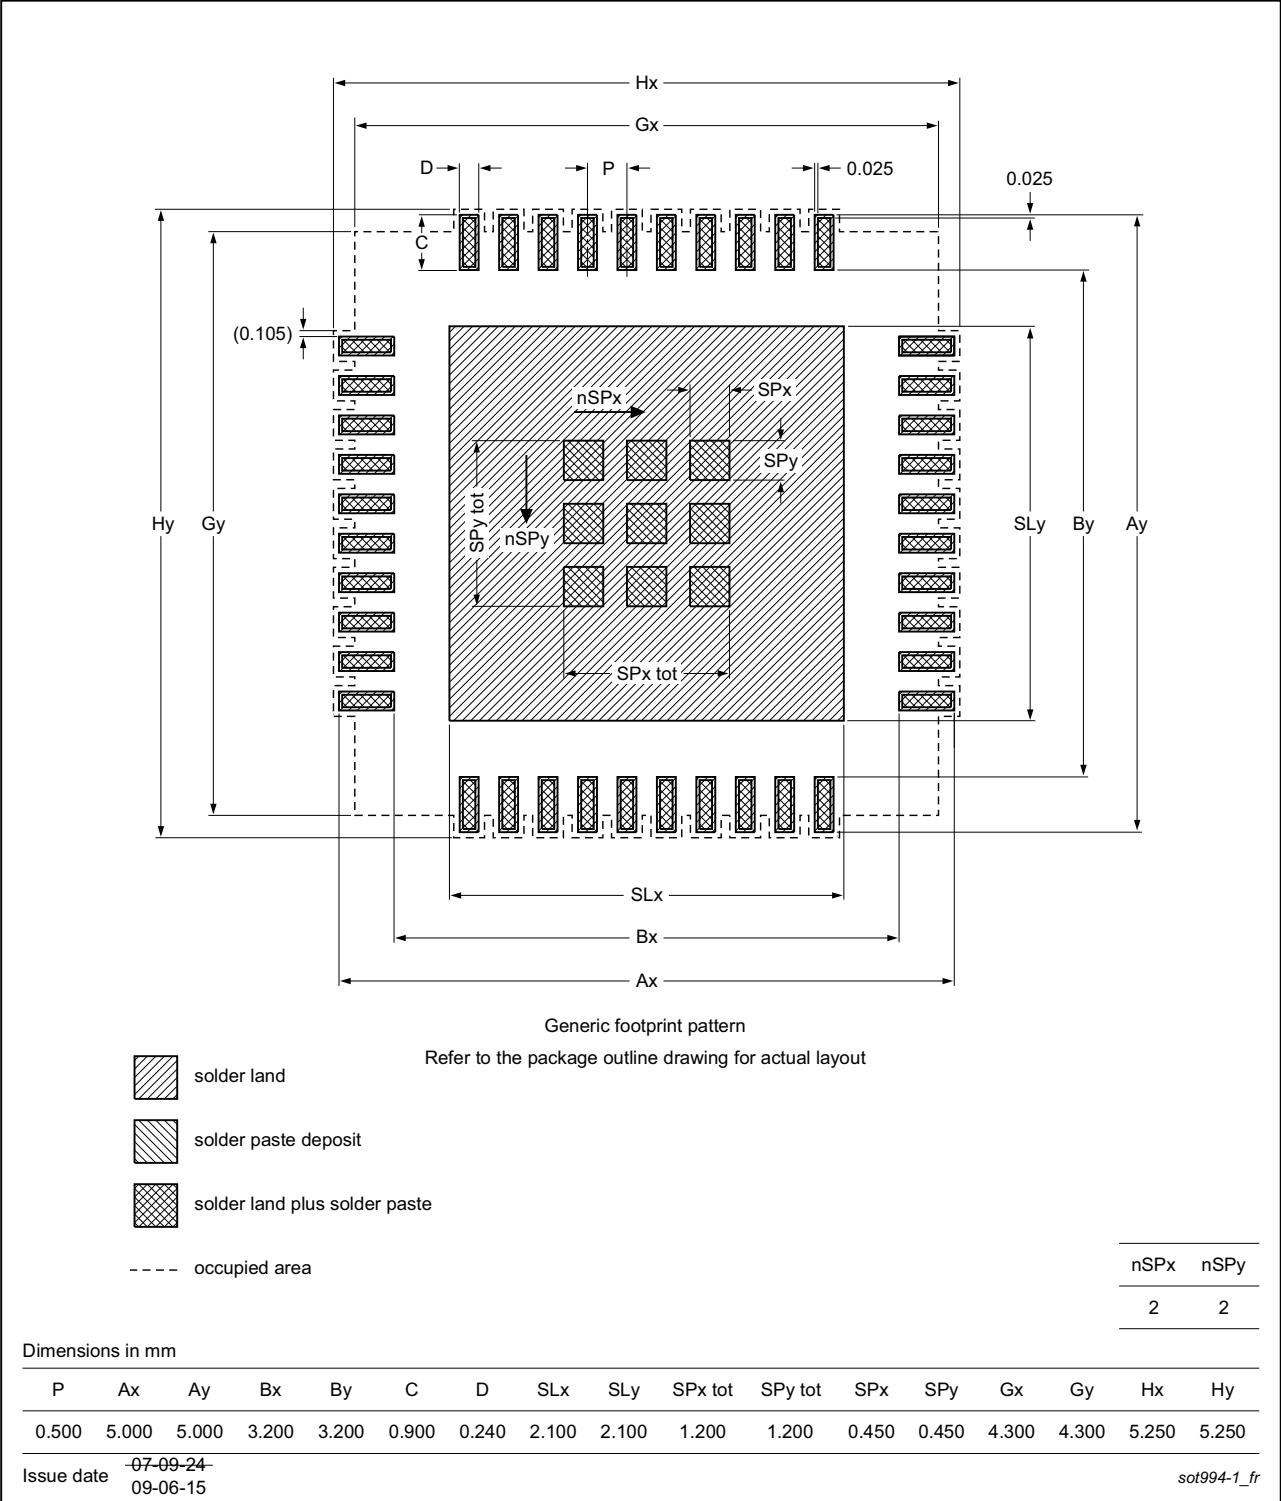 Hx
Gx
D P 0.025
0.025
C
(0.105)
nSPx SPx
SPy
SPy tot
nSPy
Hy Gy SLy By Ay
SPx tot
SLx
Bx
Ax
Generic footprint pattern
Refer to the package outline drawing for actual layout
solder land
solder paste deposit
solder land plus solder paste
occupied area
nSPx nSPy
2 2
Dimensions in mm
P Ax Ay Bx By C D SLx SLy SPx tot SPy tot SPx SPy Gx Gy Hx Hy
0.500 5.000 5.000 3.200 3.200 0.900 0.240 2.100 2.100 1.200 1.200 0.450 0.450 4.300 4.300 5.250 5.250
Issue date 07-09-24
09-06-15
sot994-1_fr